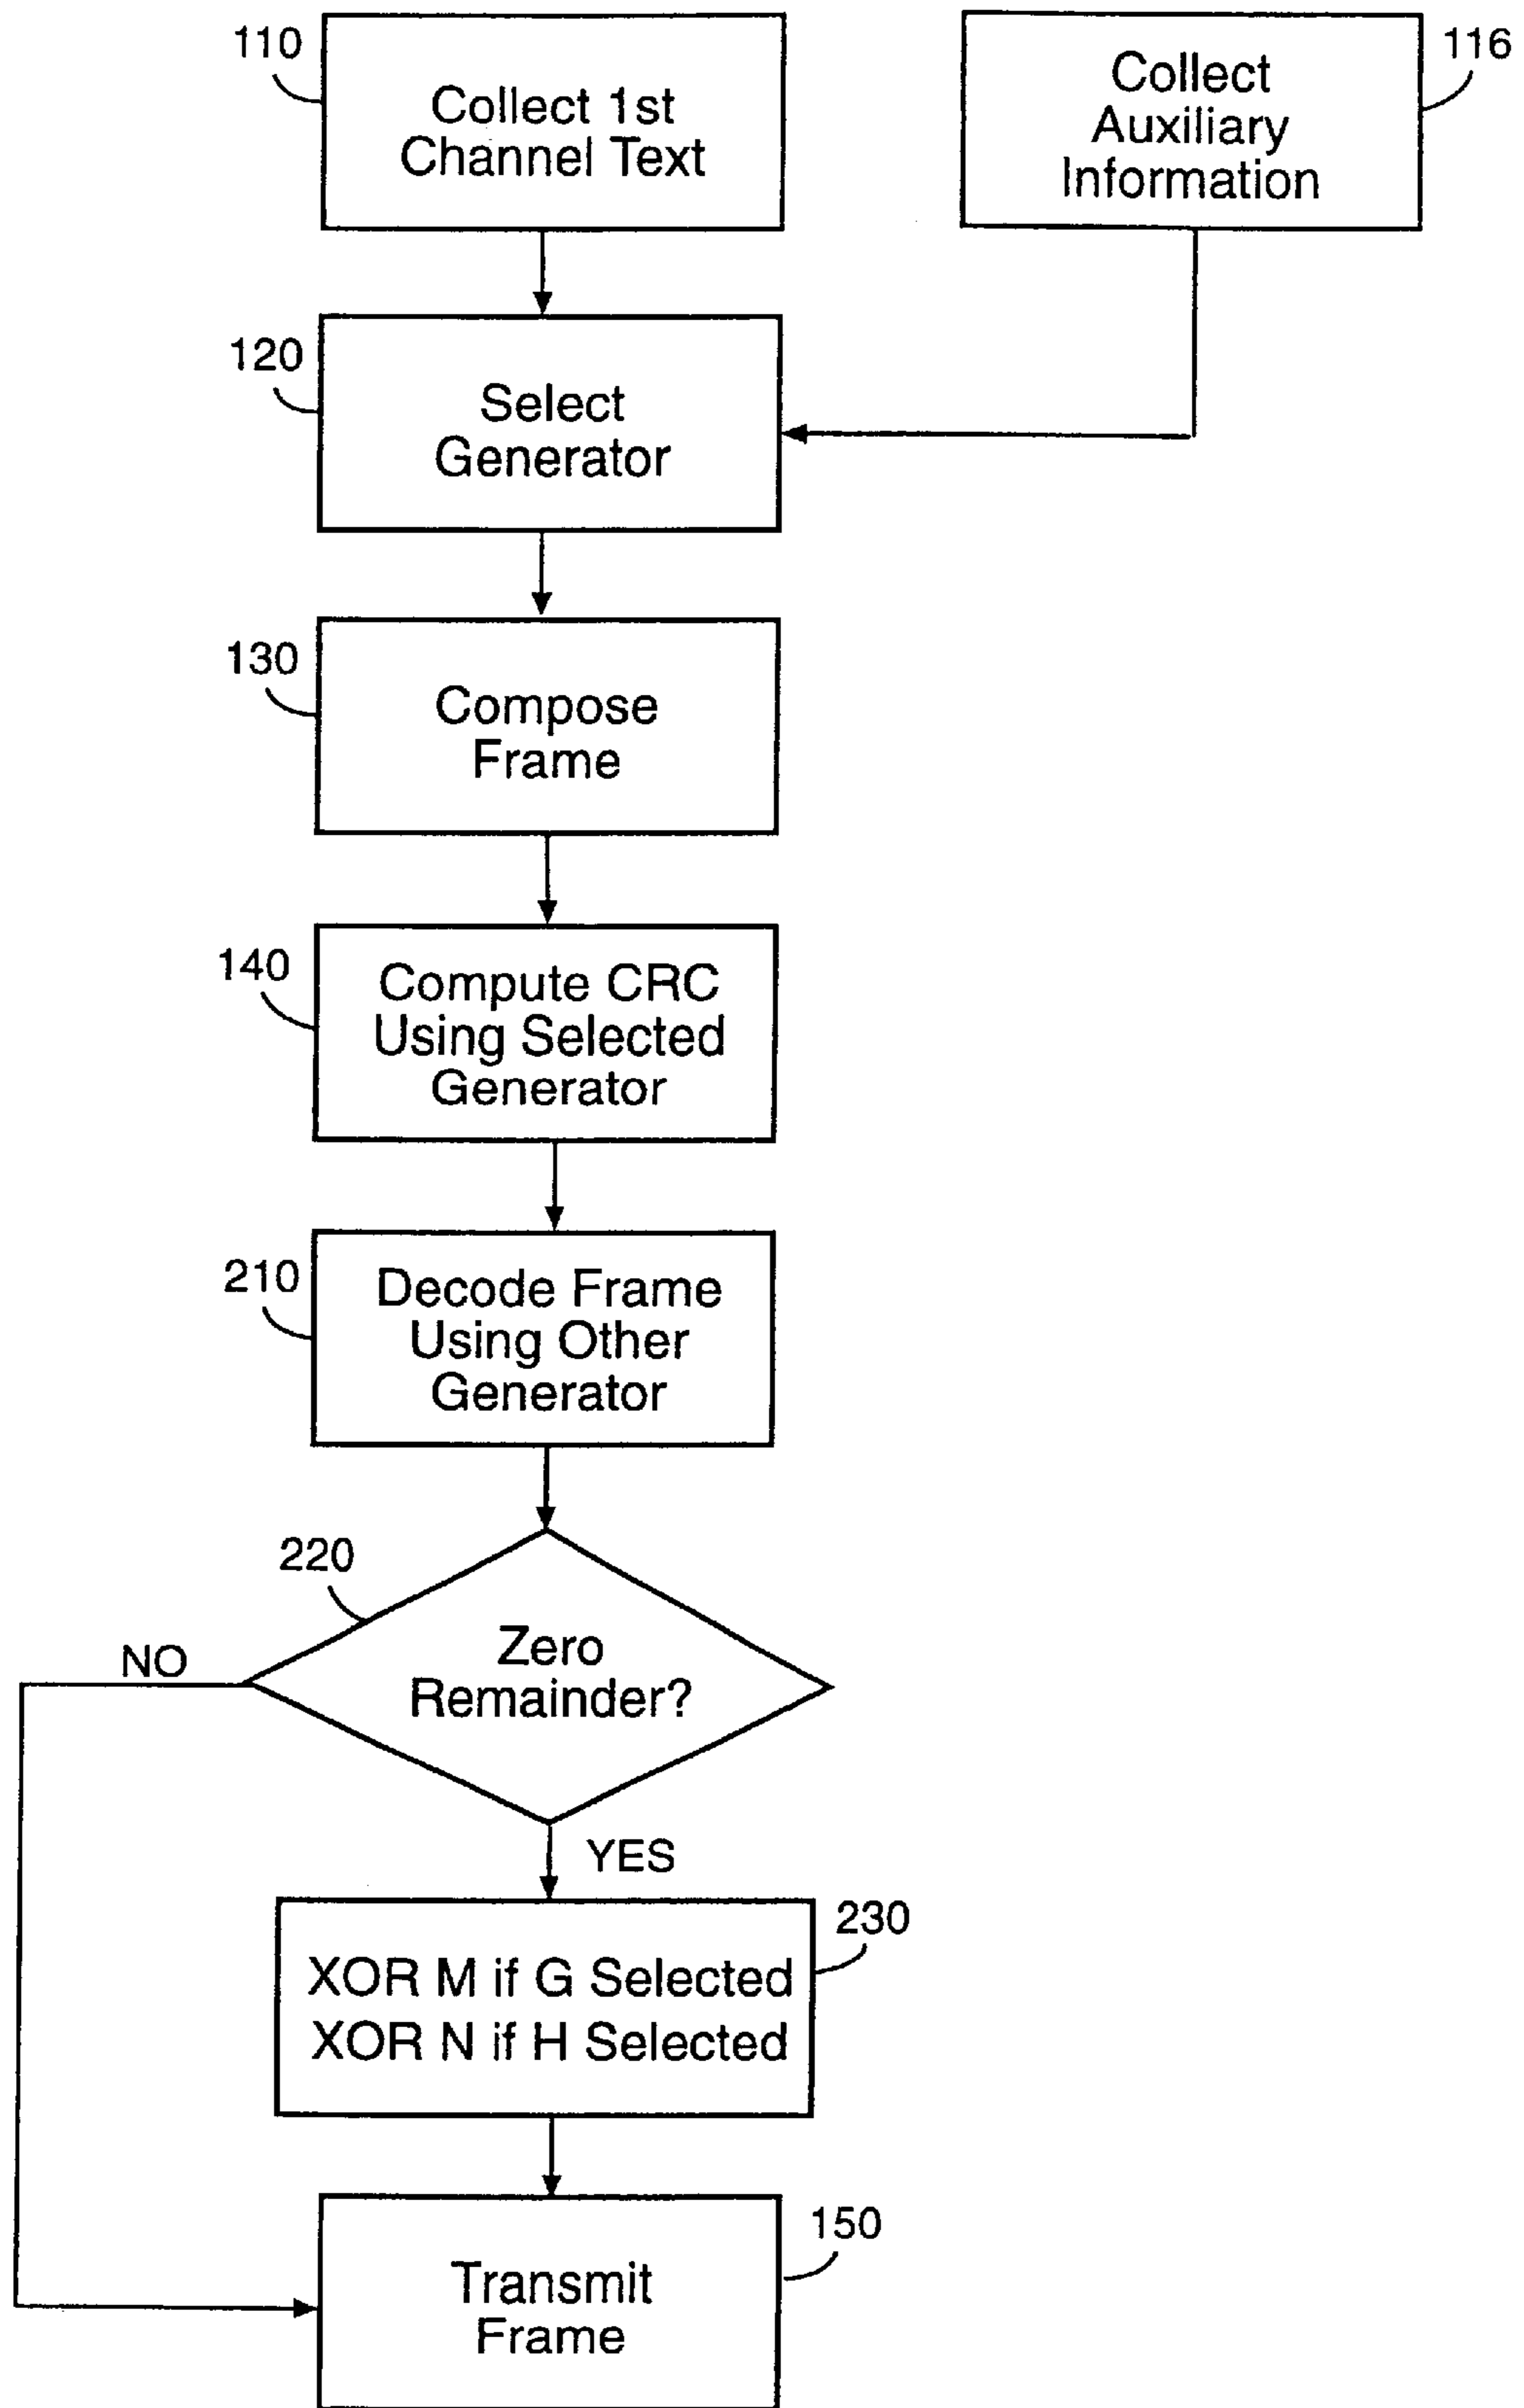 110
Collect 1st
Channel Text
116
Collect
Auxiliary
Information
120
Select
Generator
130
Compose
Frame
140
Compute CRC
Using Selected
Generator
210
Decode Frame
Using Other
Generator
220
Zero
Remainder?
NO
YES
230
XOR M if G Selected
XOR N if H Selected
150
Transmit
Frame